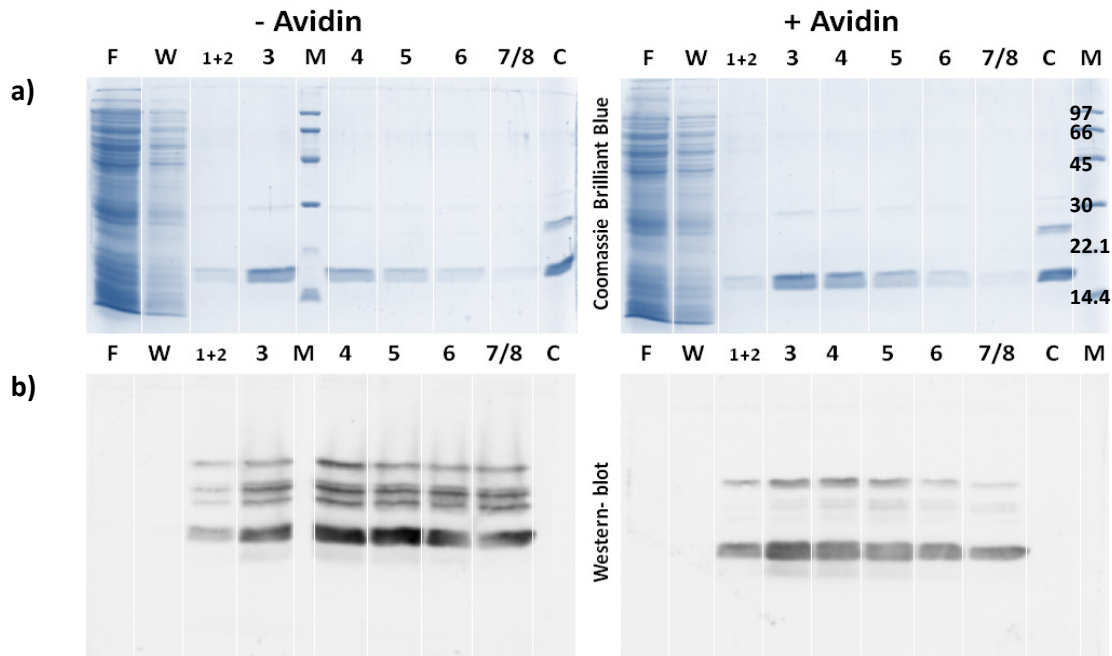 - Avidin + Avidin
F W 1+2 3 M 4 5 6 7/8 C F W 1+2 3 4 5 6 7/8 C M
a)
Coomassie Brilliant Blue
97
66
45
30
22.1
14.4
F W 1+2 3 M 4 5 6 7/8 C F W 1+2 3 4 5 6 7/8 C M
b)
Western- blot